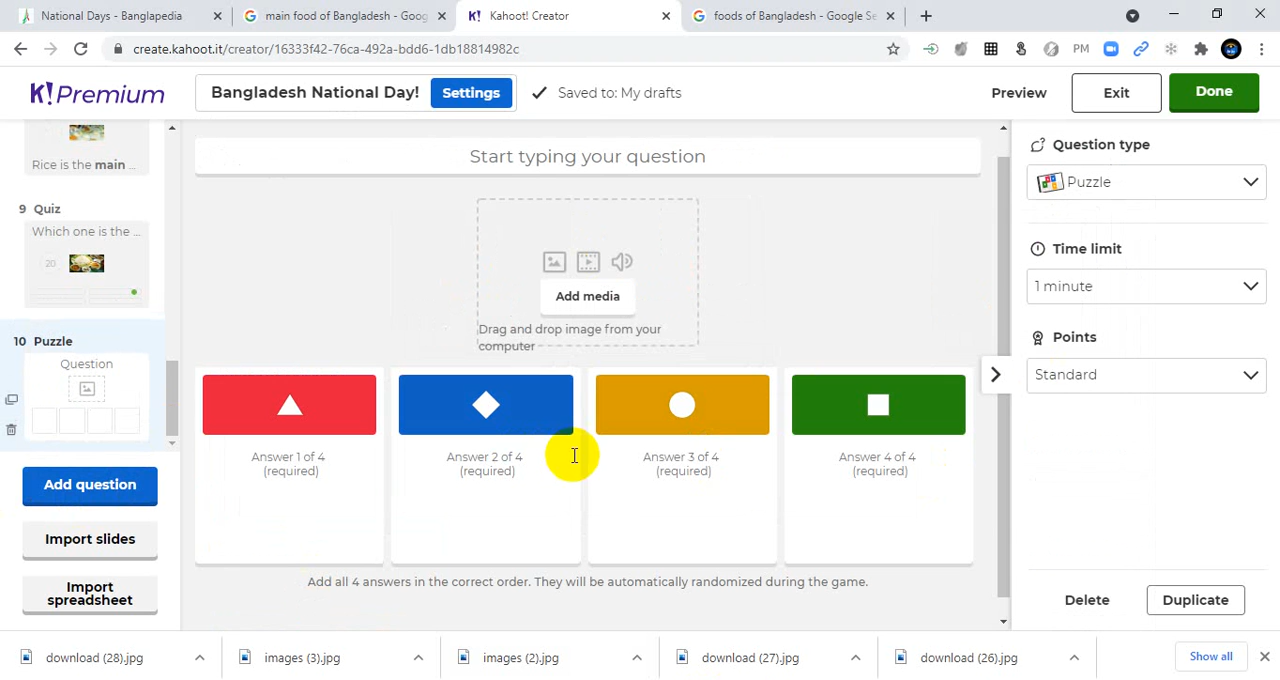 National Days - Banglapedia
main food of Bangladesh - Goog
Kahoot! Creator
foods of Bangladesh - Google Se
create.kahoot.it/creator/16333f42-76ca-492a-bdd6-1db18814982c
PM
K!Premium
Bangladesh National Day!
Settings
Saved to: My drafts
Preview
Exit
Done
Rice is the main ...
9 Quiz
Which one is the ...
20
10 Puzzle
Question
Add question
Import slides
Import
spreadsheet
Start typing your question
Add media
Drag and drop image from your
computer
Answer 1 of 4
(required)
Answer 2 of 4
(required)
Answer 3 of 4
(required)
Answer 4 of 4
(required)
Add all 4 answers in the correct order. They will be automatically randomized during the game.
Question type
Puzzle
Time limit
1 minute
Points
Standard
Delete
Duplicate
download (28).jpg
images (3).jpg
images (2).jpg
download (27).jpg
download (26).jpg
Show all